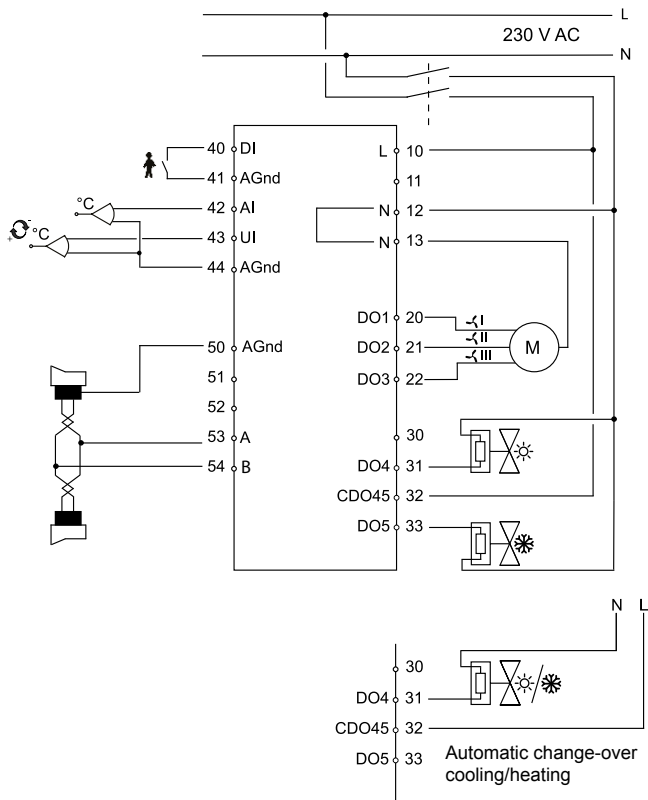 L
230 V AC
N
40 DI
41 AGnd
°C 42 AI
°C 43 UI
44 AGnd
50 AGnd
51
52
53 A
54 B
L 10
11
N 12
N 13
DO1 20 I
DO2 21 II M
DO3 22 III
30
DO4 31
CDO45 32
DO5 33
N L
30
DO4 31
CDO45 32
DO5 33 Automatic change-over
cooling/heating